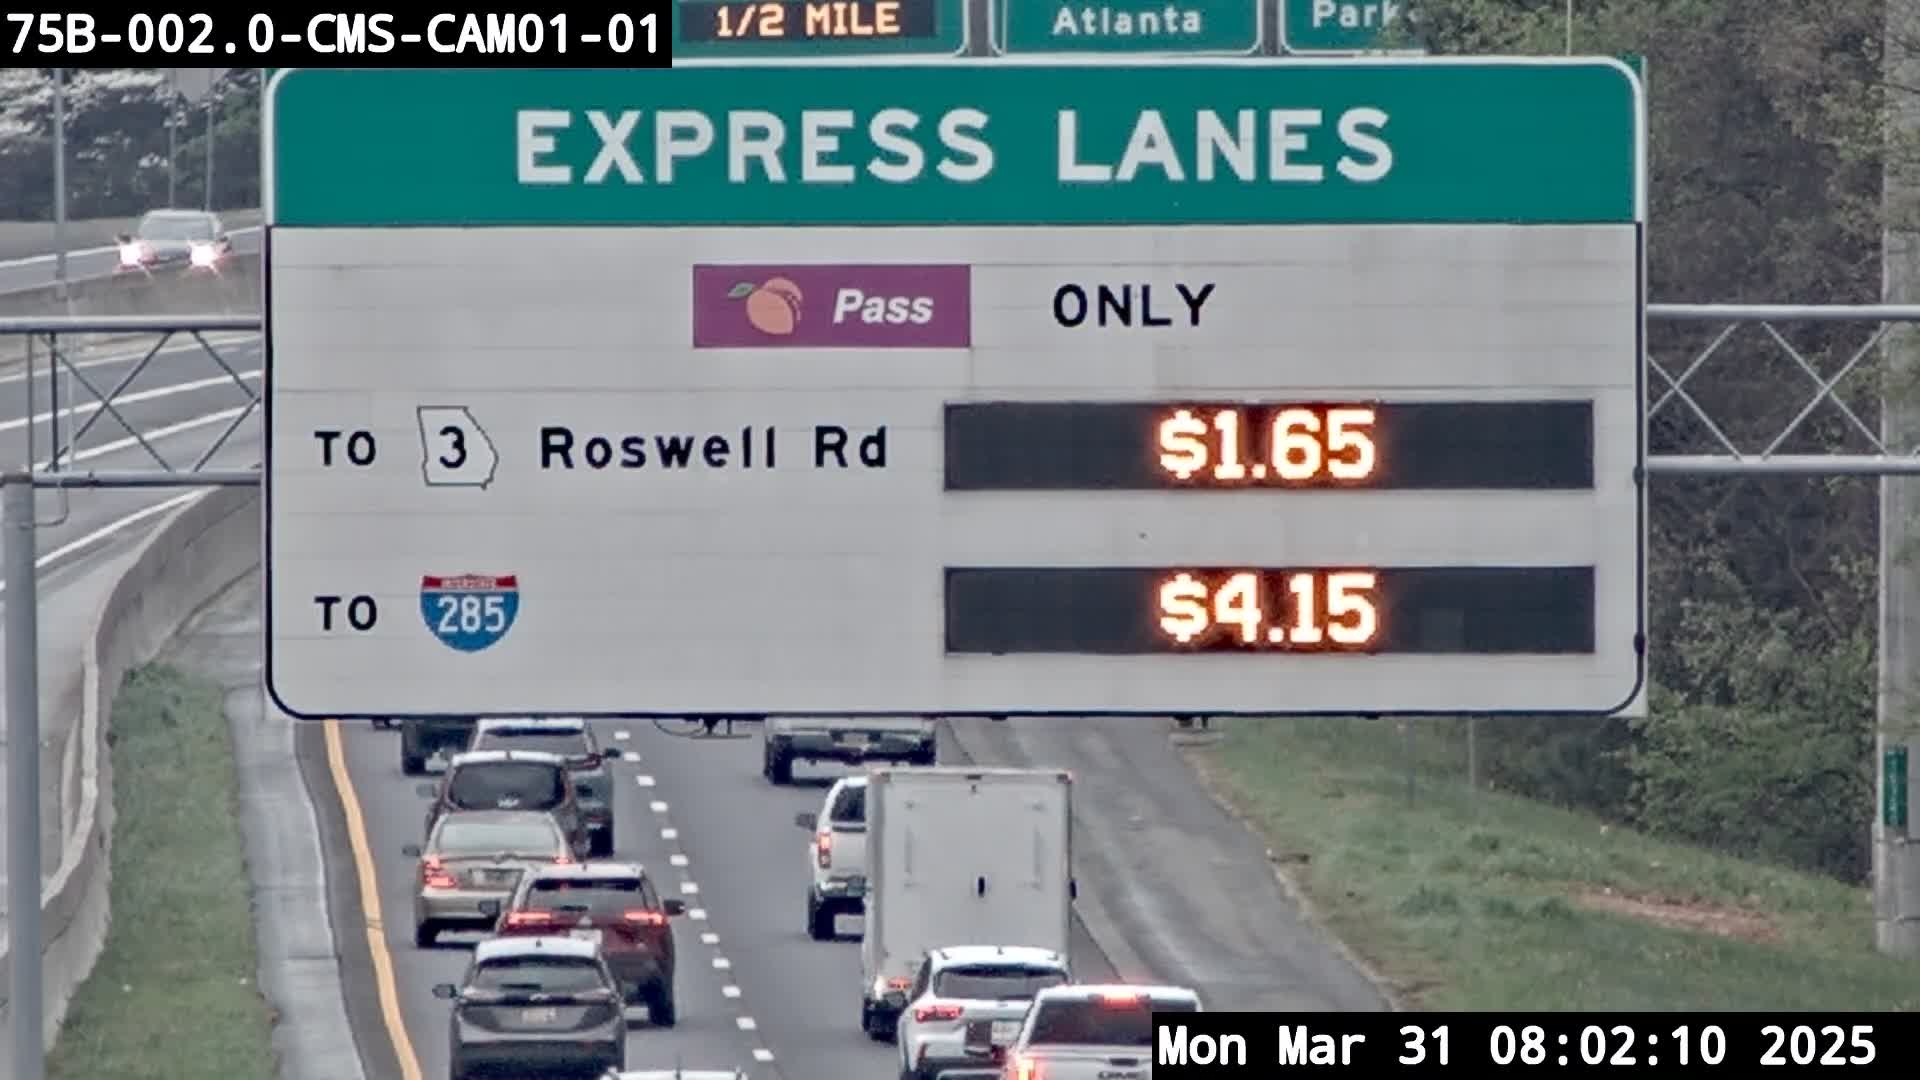 75B-002.0-CMS-CAM01-01
1/2 MILE
Atlanta
Park
EXPRESS LANES
Pass ONLY
TO 3 Roswell Rd $1.65
TO 285 $4.15
Mon Mar 31 08:02:10 2025